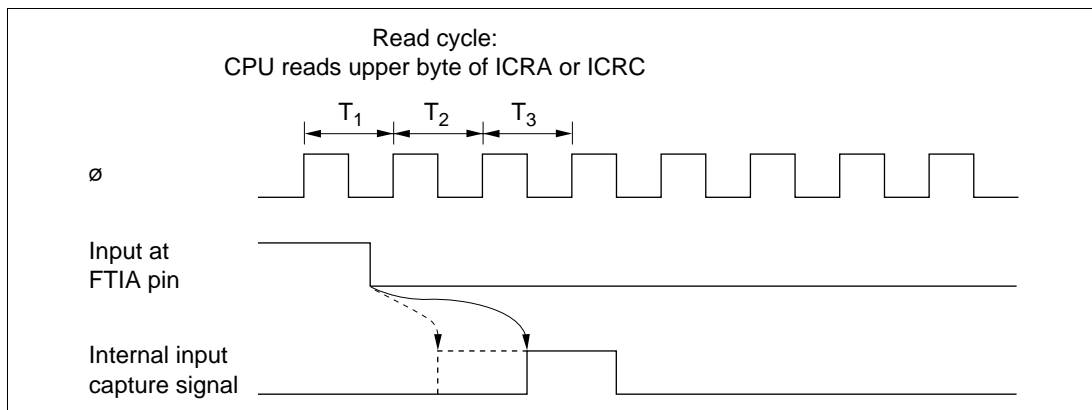 Read cycle:
CPU reads upper byte of ICRA or ICRC
T1 T2 T3
ø
Input at
FTIA pin
Internal input
capture signal